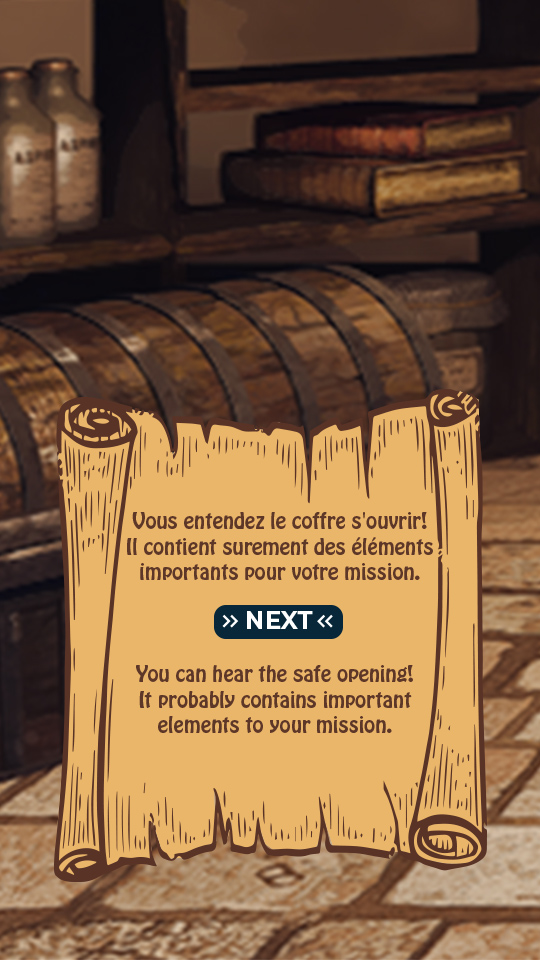 Vous entendez le coffre s'ouvrir!
Il contient surement des éléments
importants pour votre mission.
>> NEXT <<
You can hear the safe opening!
It probably contains important
elements to your mission.